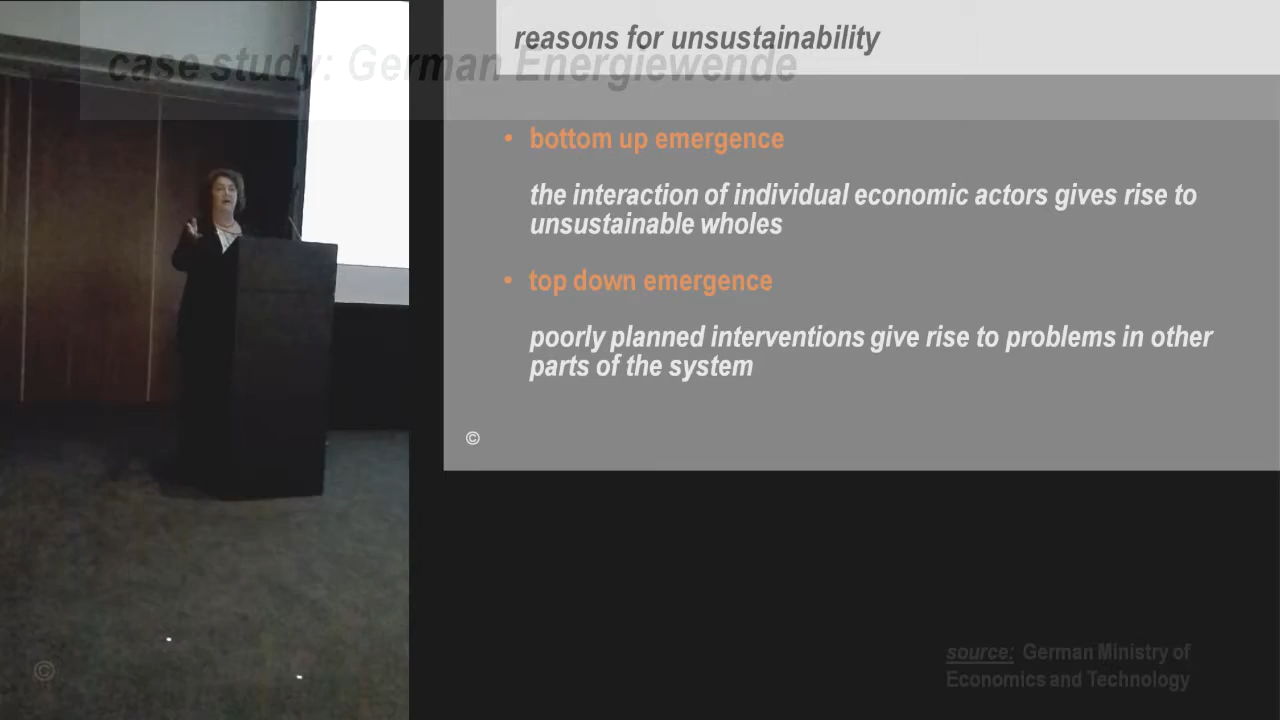 reasons for unsustainability
case study: German Energiewende
• bottom up emergence
the interaction of individual economic actors gives rise to
unsustainable wholes
• top down emergence
poorly planned interventions give rise to problems in other
parts of the system
©
source: German Ministry of
Economics and Technology
©